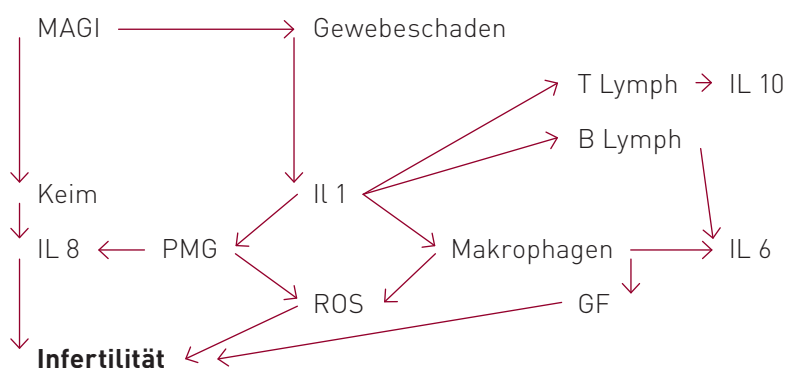 MAGI Gewebeschaden
T Lymph IL 10
B Lymph
Keim Il 1
IL 8 PMG Makrophagen IL 6
ROS GF
Infertilität